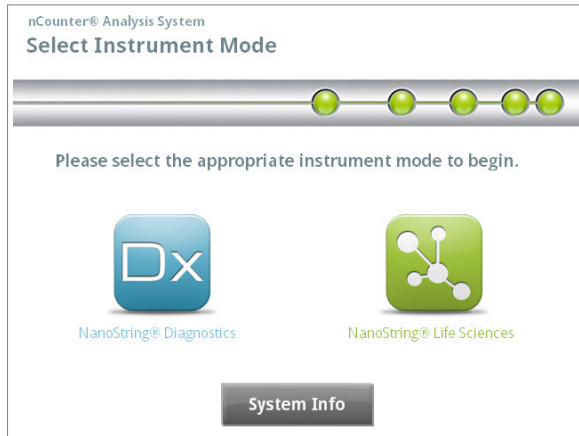 nCounter® Analysis System
Select Instrument Mode
Please select the appropriate instrument mode to begin.
Dx
NanoString® Diagnostics
NanoString® Life Sciences
System Info